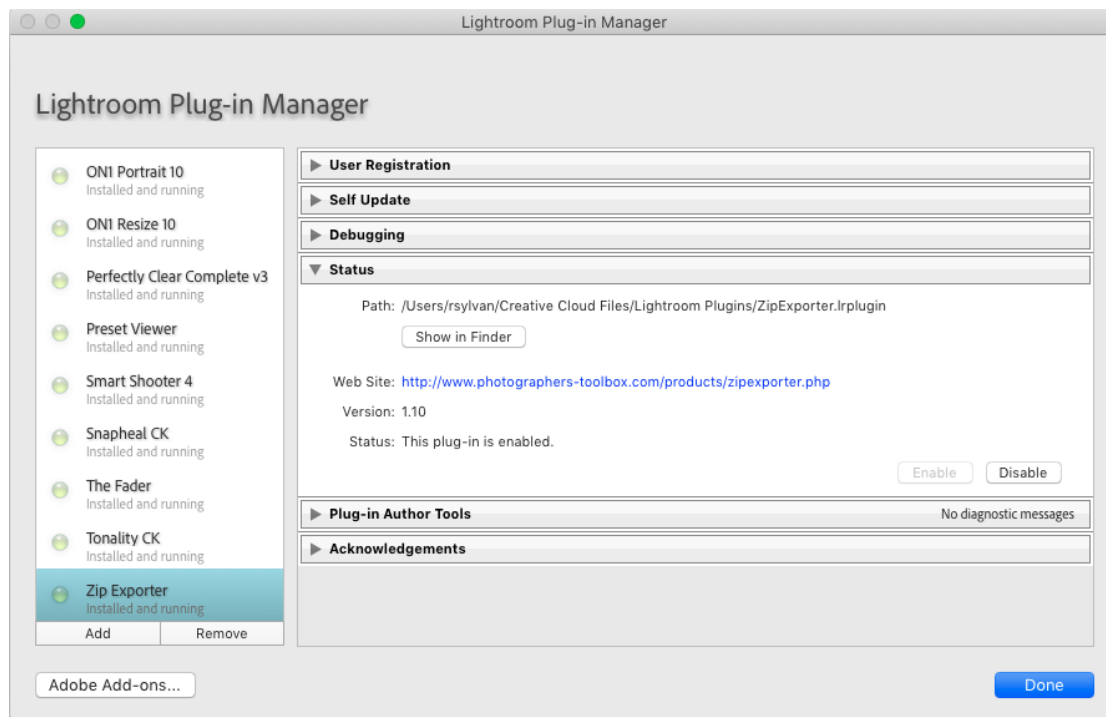 Lightroom Plug-in Manager
Lightroom Plug-in Manager
ON1 Portrait 10
Installed and running
ON1 Resize 10
Installed and running
Perfectly Clear Complete v3
Installed and running
Preset Viewer
Installed and running
Smart Shooter 4
Installed and running
Snapheal CK
Installed and running
The Fader
Installed and running
Tonality CK
Installed and running
Zip Exporter
Installed and running
Add Remove
User Registration
Self Update
Debugging
Status
Path: /Users/rsylvan/Creative Cloud Files/Lightroom Plugins/ZipExporter.lrplugin
Show in Finder
Web Site: http://www.photographers-toolbox.com/products/zipexporter.php
Version: 1.10
Status: This plug-in is enabled.
Enable Disable
Plug-in Author Tools No diagnostic messages
Acknowledgements
Adobe Add-ons... Done